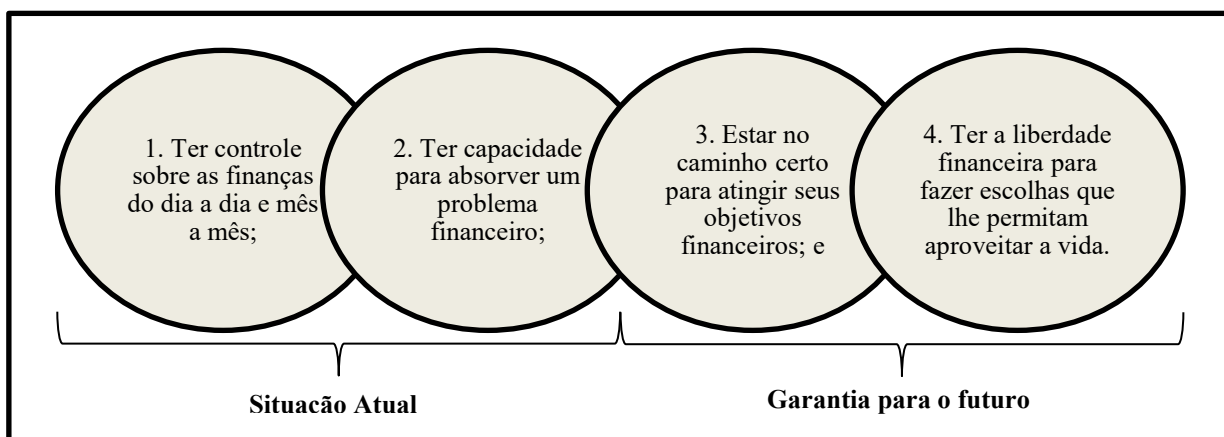 1. Ter controle
sobre as finanças
do dia a dia e mês
a mês;
2. Ter capacidade
para absorver um
problema
financeiro;
3. Estar no
caminho certo
para atingir seus
objetivos
financeiros; e
4. Ter a liberdade
financeira para
fazer escolhas que
lhe permitam
aproveitar a vida.
Situacão Atual
Garantia para o futuro